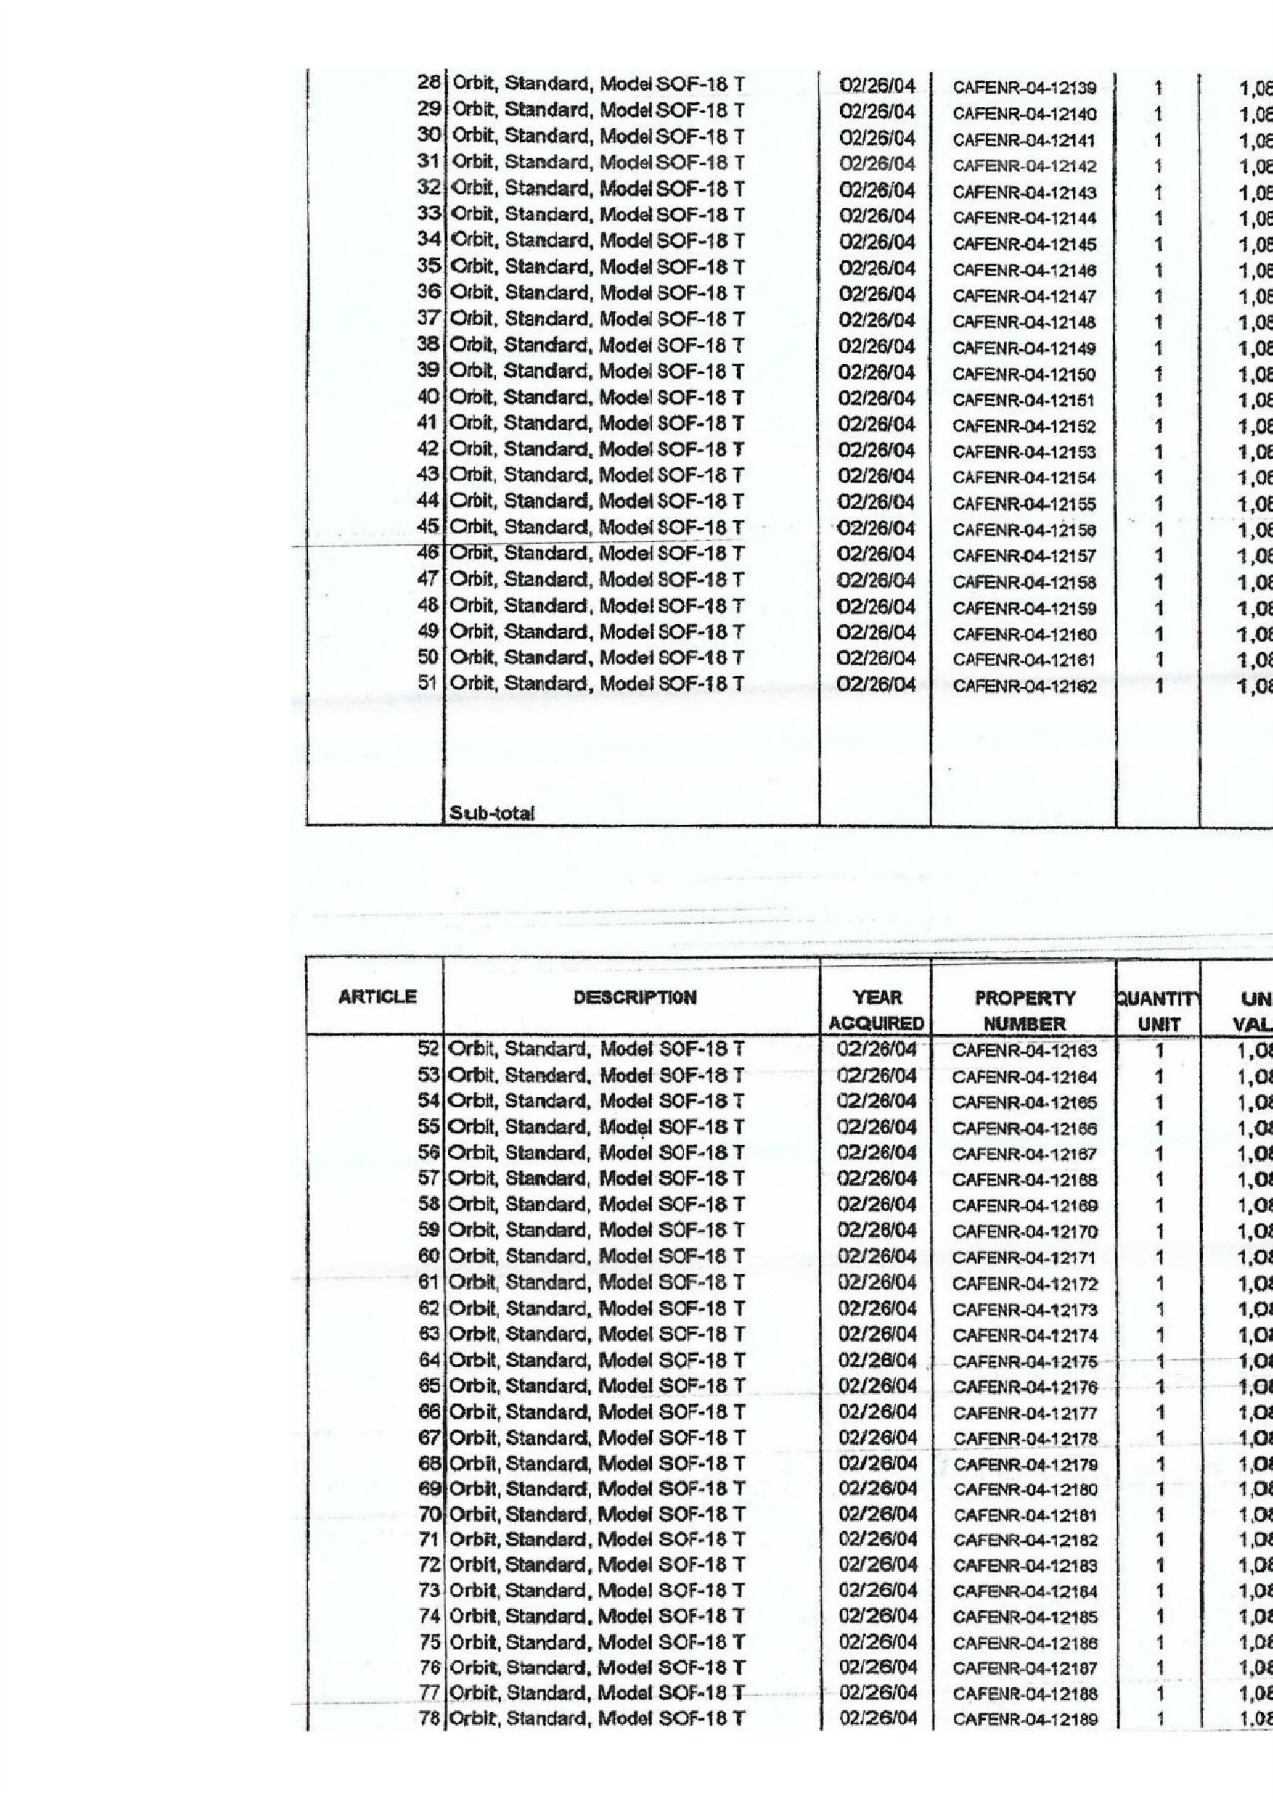 28 Orbit, Standard, Model SOF-18 T 02/26/04 CAFENR-04-12139 1 1,08
29 Orbit, Standard, Model SOF-18 T 02/26/04 CAFENR-04-12140 1 1,08
30 Orbit, Standard, Model SOF-18 T 02/26/04 CAFENR-04-12141 1 1,08
31 Orbit, Standard, Model SOF-18 T 02/26/04 CAFENR-04-12142 1 1,08
32 Orbit, Standard, Model SOF-18 T 02/26/04 CAFENR-04-12143 1 1,08
33 Orbit, Standard, Model SOF-18 T 02/26/04 CAFENR-04-12144 1 1,08
34 Orbit, Standard, Model SOF-18 T 02/26/04 CAFENR-04-12145 1 1,08
35 Orbit, Standard, Model SOF-18 T 02/26/04 CAFENR-04-12146 1 1,08
36 Orbit, Standard, Model SOF-18 T 02/26/04 CAFENR-04-12147 1 1,08
37 Orbit, Standard, Model SOF-18 T 02/26/04 CAFENR-04-12148 1 1,08
38 Orbit, Standard, Model SOF-18 T 02/26/04 CAFENR-04-12149 1 1,08
39 Orbit, Standard, Model SOF-18 T 02/26/04 CAFENR-04-12150 1 1,08
40 Orbit, Standard, Model SOF-18 T 02/26/04 CAFENR-04-12151 1 1,08
41 Orbit, Standard, Model SOF-18 T 02/26/04 CAFENR-04-12152 1 1,08
42 Orbit, Standard, Model SOF-18 T 02/26/04 CAFENR-04-12153 1 1,08
43 Orbit, Standard, Model SOF-18 T 02/26/04 CAFENR-04-12154 1 1,08
44 Orbit, Standard, Model SOF-18 T 02/26/04 CAFENR-04-12155 1 1,08
45 Orbit, Standard, Model SOF-18 T 02/26/04 CAFENR-04-12156 1 1,08
46 Orbit, Standard, Model SOF-18 T 02/26/04 CAFENR-04-12157 1 1,08
47 Orbit, Standard, Model SOF-18 T 02/26/04 CAFENR-04-12158 1 1,08
48 Orbit, Standard, Model SOF-18 T 02/26/04 CAFENR-04-12159 1 1,08
49 Orbit, Standard, Model SOF-18 T 02/26/04 CAFENR-04-12160 1 1,08
50 Orbit, Standard, Model SOF-18 T 02/26/04 CAFENR-04-12161 1 1,08
51 Orbit, Standard, Model SOF-18 T 02/26/04 CAFENR-04-12162 1 1,08
Sub-total
ARTICLE DESCRIPTION YEAR PROPERTY QUANTITY UN
ACQUIRED NUMBER UNIT VAL
52 Orbit, Standard, Model SOF-18 T 02/26/04 CAFENR-04-12163 1 1,08
53 Orbit, Standard, Model SOF-18 T 02/26/04 CAFENR-04-12164 1 1,08
54 Orbit, Standard, Model SOF-18 T 02/26/04 CAFENR-04-12165 1 1,08
55 Orbit, Standard, Model SOF-18 T 02/26/04 CAFENR-04-12166 1 1,08
56 Orbit, Standard, Model SOF-18 T 02/26/04 CAFENR-04-12167 1 1,08
57 Orbit, Standard, Model SOF-18 T 02/26/04 CAFENR-04-12168 1 1,08
58 Orbit, Standard, Model SOF-18 T 02/26/04 CAFENR-04-12169 1 1,08
59 Orbit, Standard, Model SOF-18 T 02/26/04 CAFENR-04-12170 1 1,08
60 Orbit, Standard, Model SOF-18 T 02/26/04 CAFENR-04-12171 1 1,08
61 Orbit, Standard, Model SOF-18 T 02/26/04 CAFENR-04-12172 1 1,08
62 Orbit, Standard, Model SOF-18 T 02/26/04 CAFENR-04-12173 1 1,08
63 Orbit, Standard, Model SOF-18 T 02/26/04 CAFENR-04-12174 1 1,08
64 Orbit, Standard, Model SOF-18 T 02/26/04 CAFENR-04-12175 1 1,08
65 Orbit, Standard, Model SOF-18 T 02/26/04 CAFENR-04-12176 1 1,08
66 Orbit, Standard, Model SOF-18 T 02/26/04 CAFENR-04-12177 1 1,08
67 Orbit, Standard, Model SOF-18 T 02/26/04 CAFENR-04-12178 1 1,08
68 Orbit, Standard, Model SOF-18 T 02/26/04 CAFENR-04-12179 1 1,08
69 Orbit, Standard, Model SOF-18 T 02/26/04 CAFENR-04-12180 1 1,08
70 Orbit, Standard, Model SOF-18 T 02/26/04 CAFENR-04-12181 1 1,08
71 Orbit, Standard, Model SOF-18 T 02/26/04 CAFENR-04-12182 1 1,08
72 Orbit, Standard, Model SOF-18 T 02/26/04 CAFENR-04-12183 1 1,08
73 Orbit, Standard, Model SOF-18 T 02/26/04 CAFENR-04-12184 1 1,08
74 Orbit, Standard, Model SOF-18 T 02/26/04 CAFENR-04-12185 1 1,08
75 Orbit, Standard, Model SOF-18 T 02/26/04 CAFENR-04-12186 1 1,08
76 Orbit, Standard, Model SOF-18 T 02/26/04 CAFENR-04-12187 1 1,08
77 Orbit, Standard, Model SOF-18 T 02/26/04 CAFENR-04-12188 1 1,08
78 Orbit, Standard, Model SOF-18 T 02/26/04 CAFENR-04-12189 1 1.08